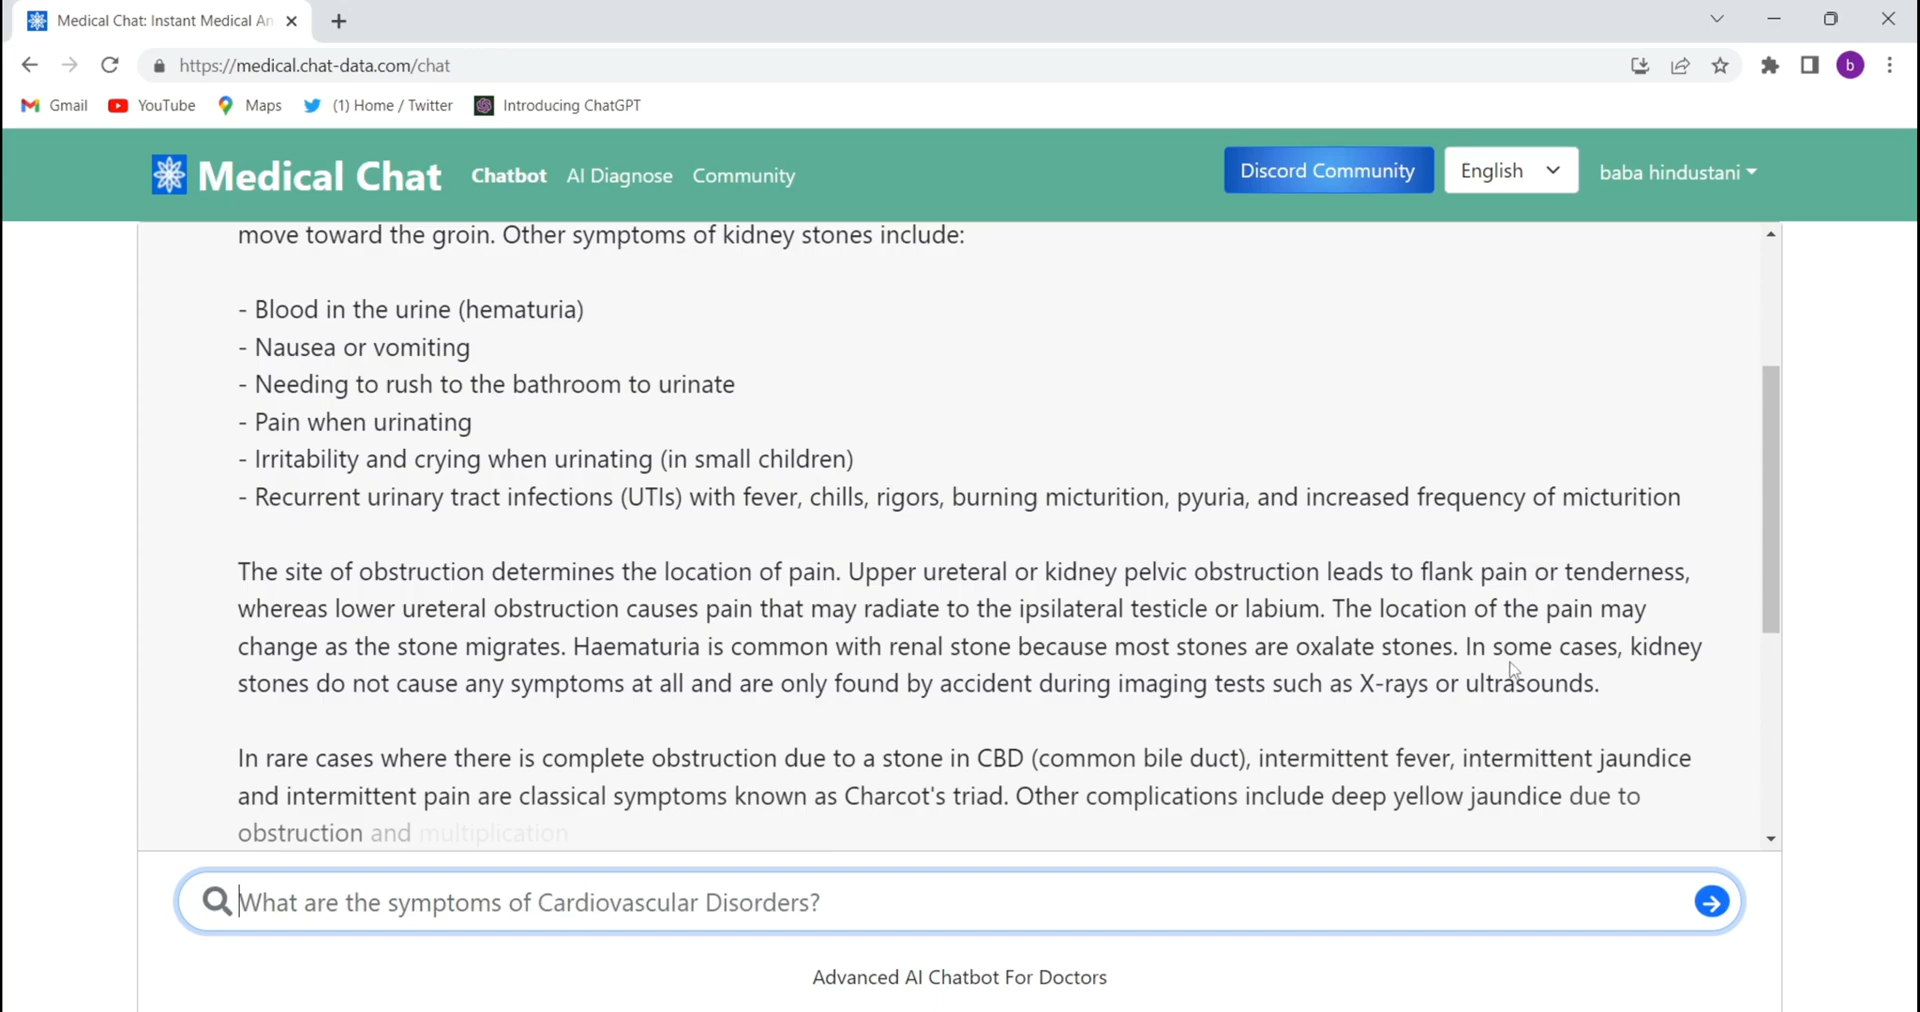 Medical Chat: Instant Medical An
https://medical.chat-data.com/chat
Gmail YouTube Maps (1) Home / Twitter Introducing ChatGPT
b
Medical Chat Chatbot AI Diagnose Community Discord Community English baba hindustani
move toward the groin. Other symptoms of kidney stones include:
- Blood in the urine (hematuria)
- Nausea or vomiting
- Needing to rush to the bathroom to urinate
- Pain when urinating
- Irritability and crying when urinating (in small children)
- Recurrent urinary tract infections (UTIs) with fever, chills, rigors, burning micturition, pyuria, and increased frequency of micturition
The site of obstruction determines the location of pain. Upper ureteral or kidney pelvic obstruction leads to flank pain or tenderness,
whereas lower ureteral obstruction causes pain that may radiate to the ipsilateral testicle or labium. The location of the pain may
change as the stone migrates. Haematuria is common with renal stone because most stones are oxalate stones. In some cases, kidney
stones do not cause any symptoms at all and are only found by accident during imaging tests such as X-rays or ultrasounds.
In rare cases where there is complete obstruction due to a stone in CBD (common bile duct), intermittent fever, intermittent jaundice
and intermittent pain are classical symptoms known as Charcot's triad. Other complications include deep yellow jaundice due to
obstruction and multiplication
What are the symptoms of Cardiovascular Disorders?
Advanced AI Chatbot For Doctors